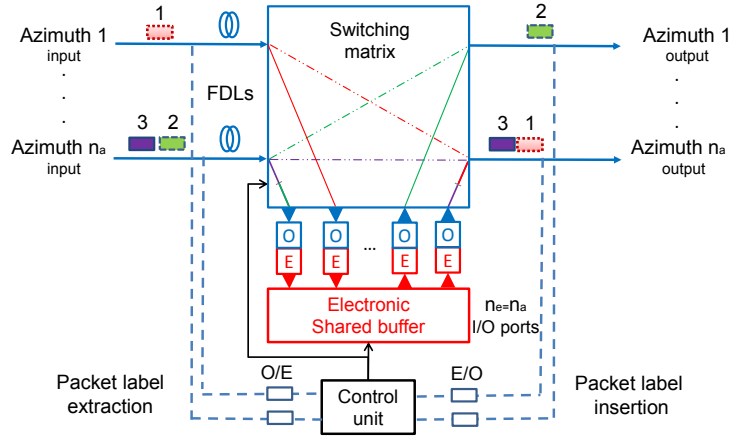 1 Switching matrix 2
Azimuth 1 input
Azimuth 1 output
FDLs
3 2
3 1
Azimuth na input
Azimuth na output
O O ... O O
E E E E
Electronic Shared buffer
ne=na I/O ports
O/E
E/O
Packet label extraction
Control unit
Packet label insertion